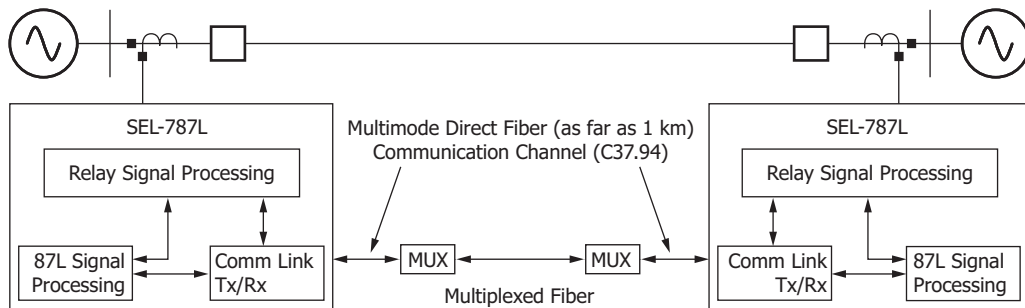 SEL-787L
Relay Signal Processing
87L Signal
Processing
Comm Link
Tx/Rx
Multimode Direct Fiber (as far as 1 km)
Communication Channel (C37.94)
MUX
MUX
Multiplexed Fiber
SEL-787L
Relay Signal Processing
Comm Link
Tx/Rx
87L Signal
Processing